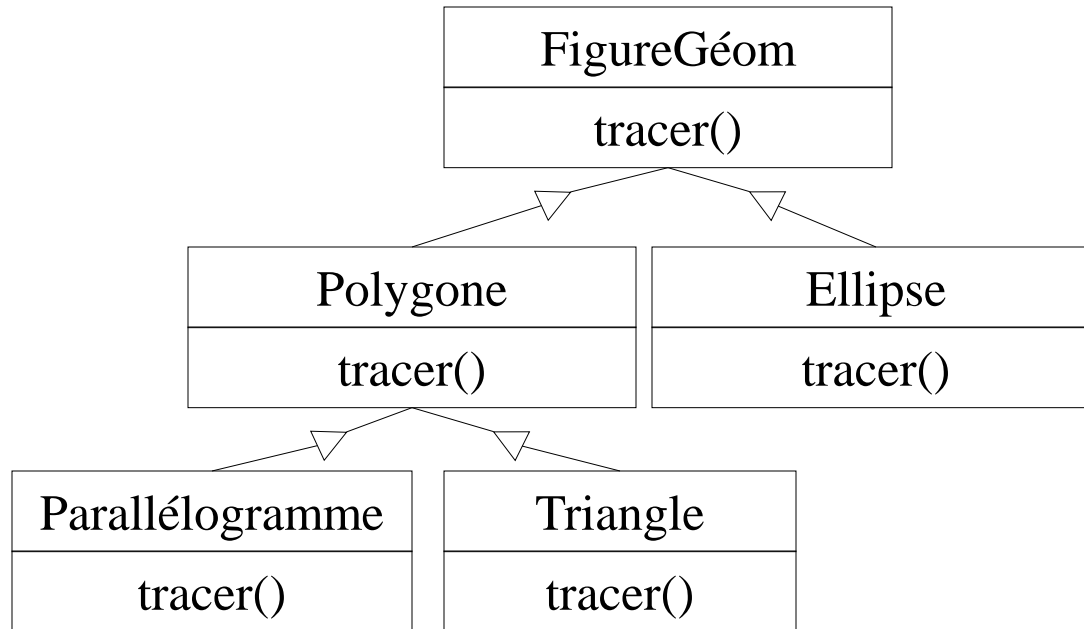 FigureGéom
tracer()
Polygone
tracer()
Ellipse
tracer()
Parallélogramme
tracer()
Triangle
tracer()